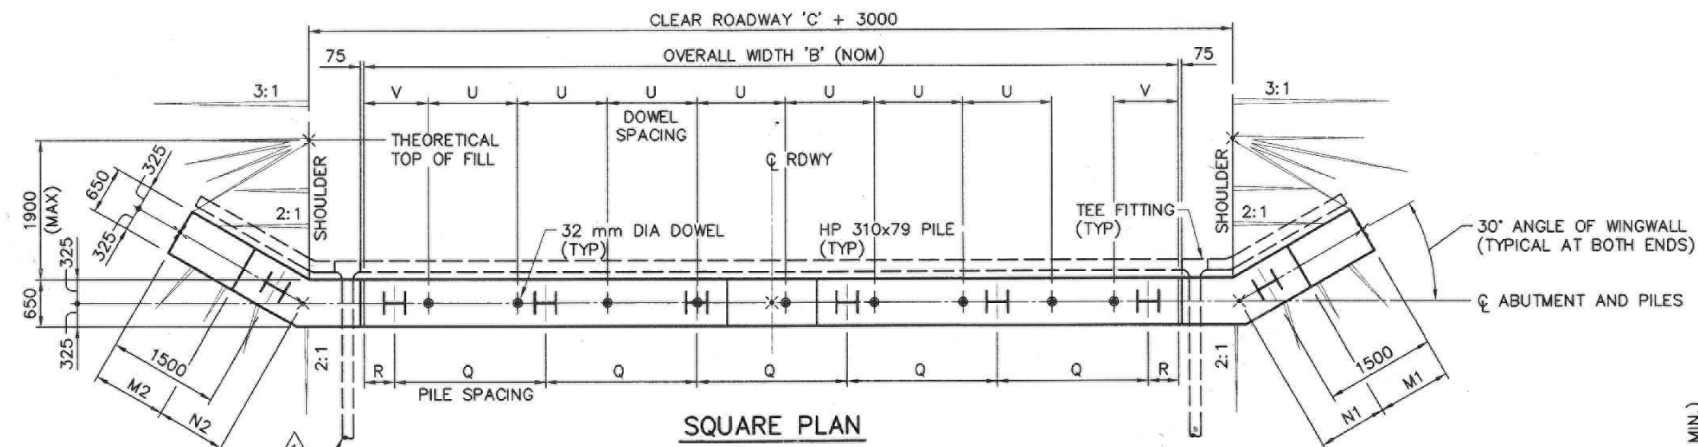 CLEAR ROADWAY 'C' + 3000
75
OVERALL WIDTH 'B' (NOM)
75
3:1
V U U U U U U U V
3:1
DOWEL
SPACING
THEORETICAL
TOP OF FILL
℄ RDWY
SHOULDER
SHOULDER
325
650
325
1900
(MAX)
2:1
32 mm DIA DOWEL
(TYP)
HP 310x79 PILE
(TYP)
TEE FITTING
(TYP)
2:1
30° ANGLE OF WINGWALL
(TYPICAL AT BOTH ENDS)
325
650
325
℄ ABUTMENT AND PILES
1500
M2
N2
2:1
R Q Q Q Q Q R
PILE SPACING
2:1
1500
M1
N1
SQUARE PLAN
MIN.)